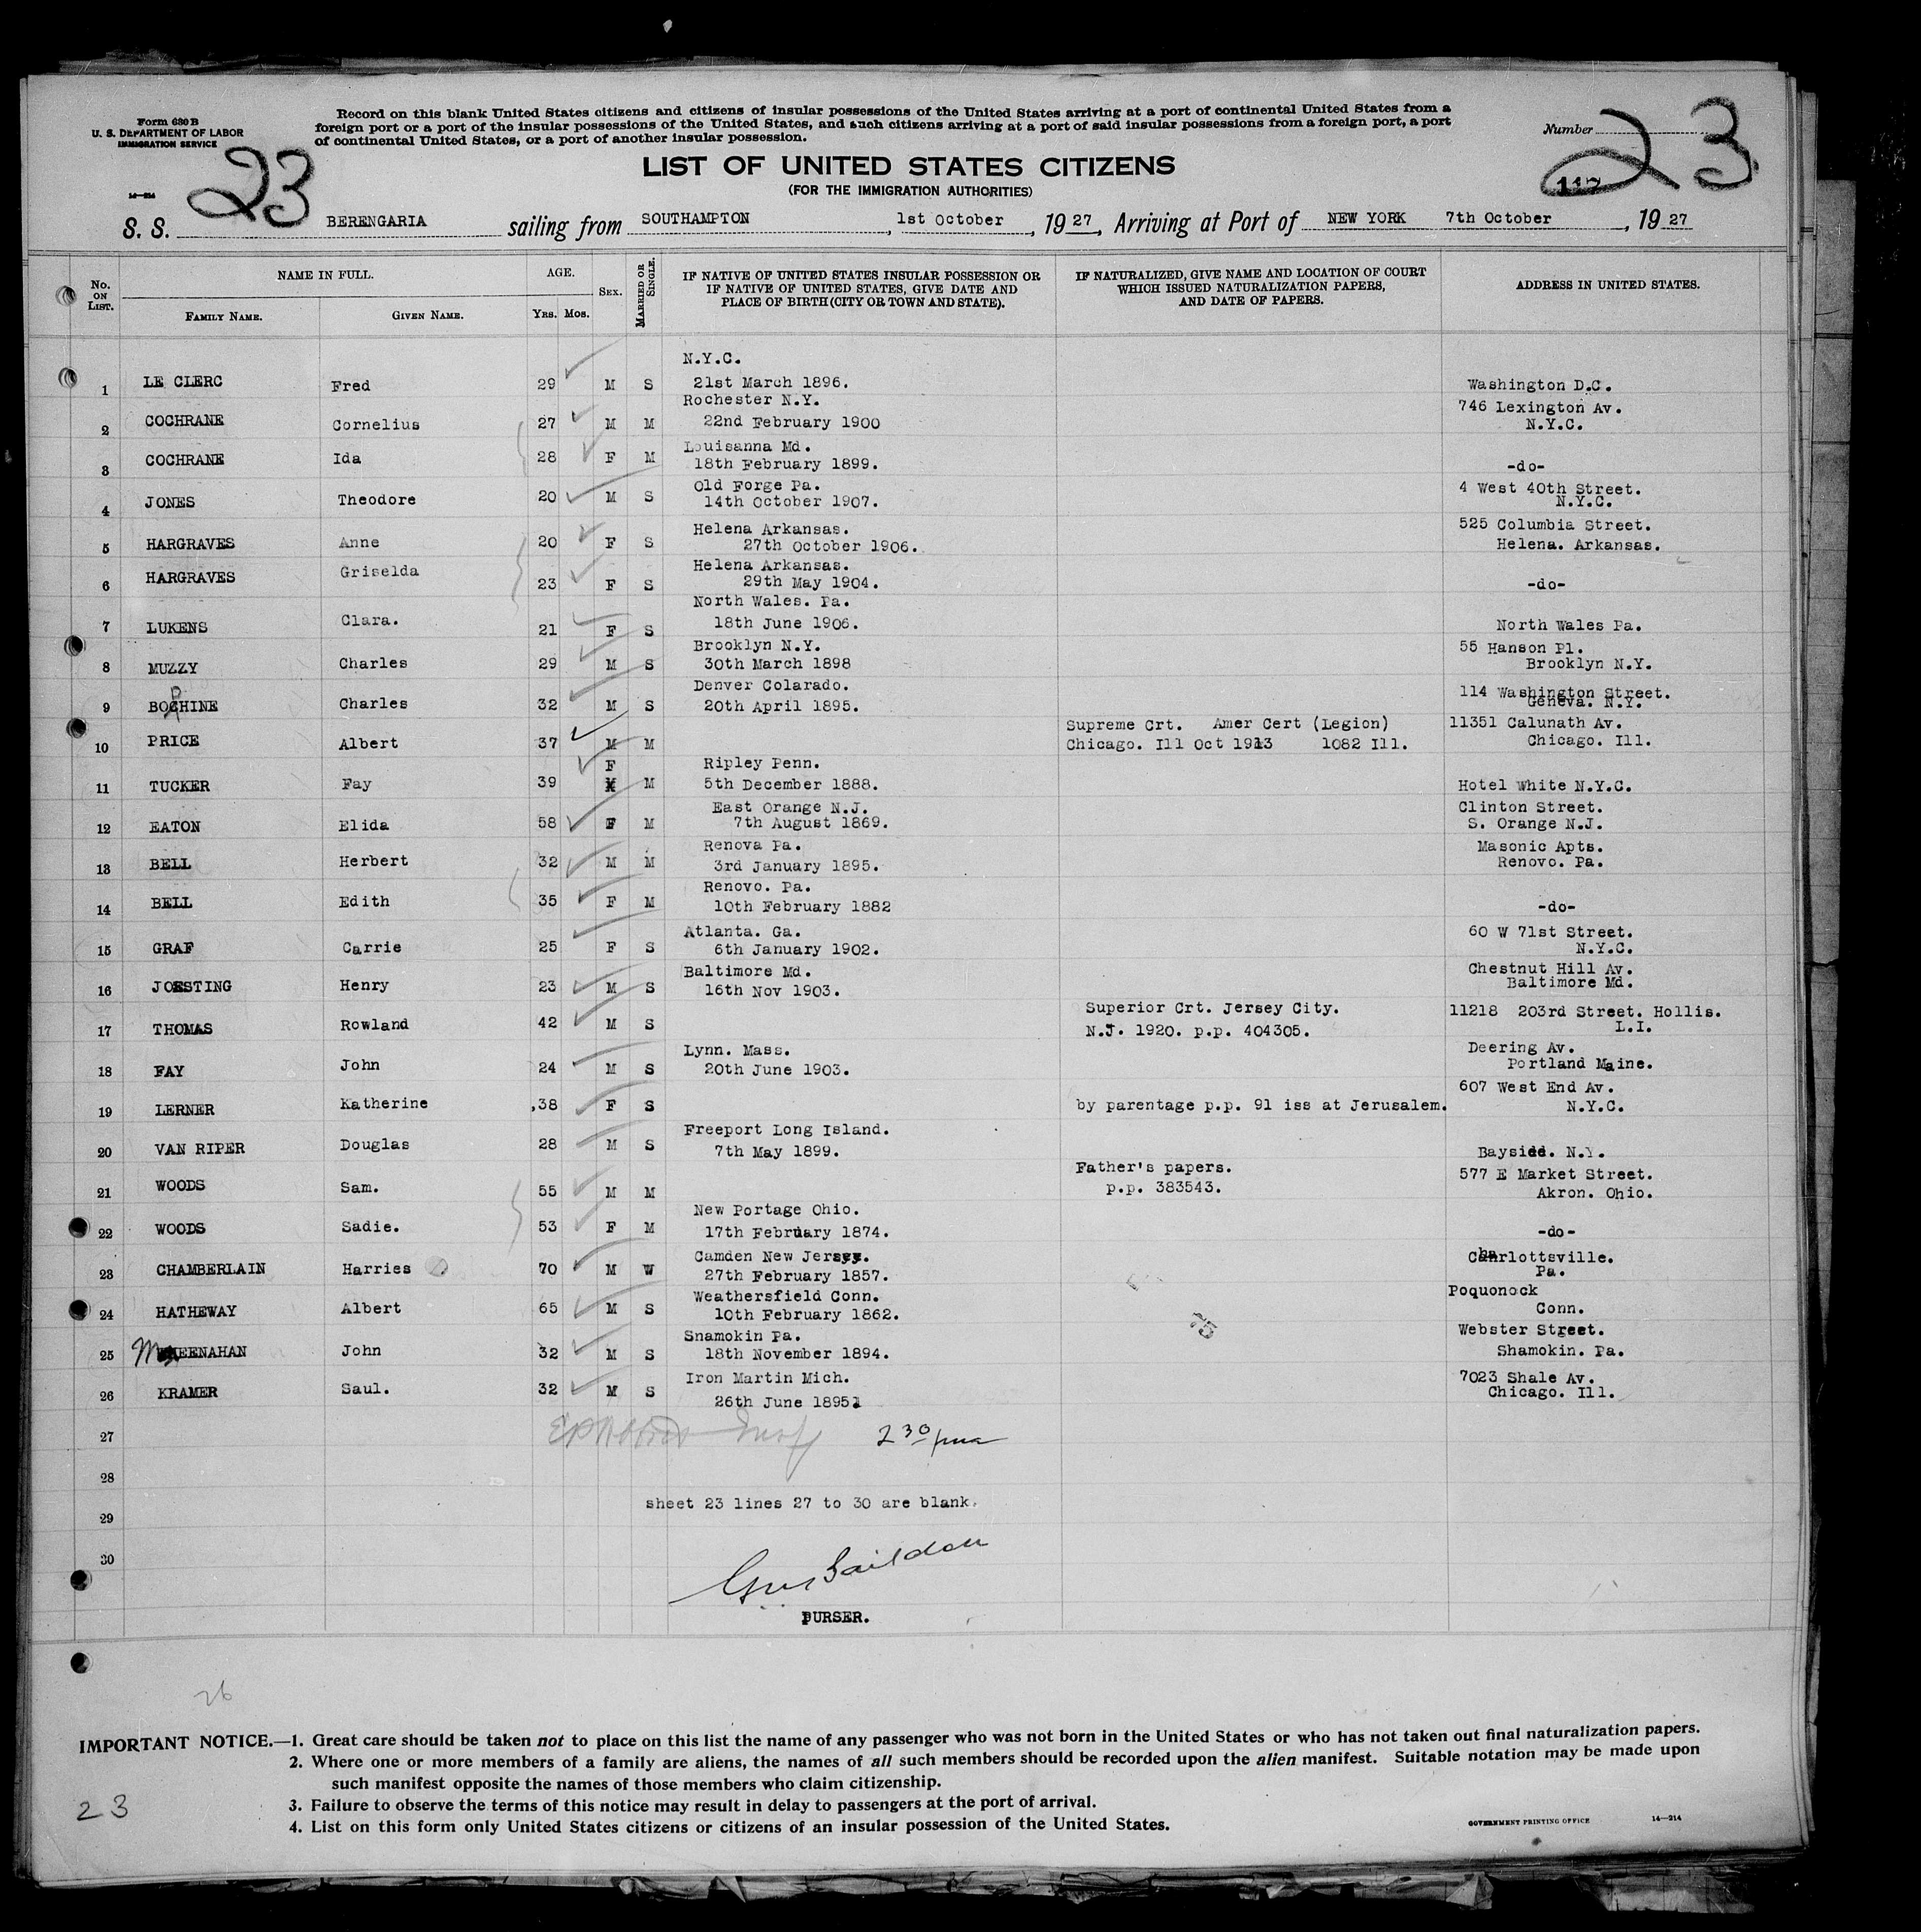 Form 630 B
U. S. DEPARTMENT OF LABOR
IMMIGRATION SERVICE
14—214
Record on this blank United States citizens and citizens of insular possessions of the United States arriving at a port of continental United States from a
foreign port or a port of the insular possessions of the United States, and such citizens arriving at a port of said insular possessions from a foreign port, a port
of continental United States, or a port of another insular possession.
Number 23
117
23
LIST OF UNITED STATES CITIZENS
(FOR THE IMMIGRATION AUTHORITIES)
S. S. BERENGARIA sailing from SOUTHAMPTON, 1st October, 1927, Arriving at Port of NEW YORK 7th October, 1927
No. ON LIST. NAME IN FULL. FAMILY NAME. GIVEN NAME. AGE. YRS. MOS. SEX. MARRIED OR SINGLE. IF NATIVE OF UNITED STATES INSULAR POSSESSION OR IF NATIVE OF UNITED STATES, GIVE DATE AND PLACE OF BIRTH (CITY OR TOWN AND STATE). IF NATURALIZED, GIVE NAME AND LOCATION OF COURT WHICH ISSUED NATURALIZATION PAPERS, AND DATE OF PAPERS. ADDRESS IN UNITED STATES.
1 LE CLERC Fred 29 M S N.Y.C. 21st March 1896. Washington D.C.
2 COCHRANE Cornelius 27 M M Rochester N.Y. 22nd February 1900 746 Lexington Av. N.Y.C.
3 COCHRANE Ida 28 F M Louisanna Md. 18th February 1899. -do-
4 JONES Theodore 20 M S Old Forge Pa. 14th October 1907. 4 West 40th Street. N.Y.C.
5 HARGRAVES Anne 20 F S Helena Arkansas. 27th October 1906. 525 Columbia Street. Helena. Arkansas.
6 HARGRAVES Griselda 23 F S Helena Arkansas. 29th May 1904. -do-
7 LUKENS Clara. 21 F S North Wales. Pa. 18th June 1906. North Wales Pa.
8 MUZZY Charles 29 M S Brooklyn N.Y. 30th March 1898 55 Hanson Pl. Brooklyn N.Y.
9 BOPHINE Charles 32 M S Denver Colarado. 20th April 1895. 114 Washington Street. Geneva. N.Y.
10 PRICE Albert 37 M M Supreme Crt. Amer Cert (Legion) Chicago. Ill Oct 1913 1082 Ill. 11351 Calunath Av. Chicago. Ill.
11 TUCKER Fay 39 F M Ripley Penn. 5th December 1888. Hotel White N.Y.C.
12 EATON Elida 58 F M East Orange N.J. 7th August 1869. Clinton Street. S. Orange N.J.
13 BELL Herbert 32 M M Renova Pa. 3rd January 1895. Masonic Apts. Renovo. Pa.
14 BELL Edith 35 F M Renovo. Pa. 10th February 1882 -do-
15 GRAF Carrie 25 F S Atlanta. Ga. 6th January 1902. 60 W 71st Street. N.Y.C.
16 JOESTING Henry 23 M S Baltimore Md. 16th Nov 1903. Chestnut Hill Av. Baltimore Md.
17 THOMAS Rowland 42 M S Superior Crt. Jersey City. N.J. 1920. p.p. 404305. 11218 203rd Street. Hollis. L.I.
18 FAY John 24 M S Lynn. Mass. 20th June 1903. Deering Av. Portland Maine.
19 LERNER Katherine ,38 F S by parentage p.p. 91 iss at Jerusalem. 607 West End Av. N.Y.C.
20 VAN RIPER Douglas 28 M S Freeport Long Island. 7th May 1899. Bayside. N.Y.
21 WOODS Sam. 55 M M Father's papers. p.p. 383543. 577 E Market Street. Akron. Ohio.
22 WOODS Sadie. 53 F M New Portage Ohio. 17th February 1874. -do-
23 CHAMBERLAIN Harries 70 M W Camden New Jersey. 27th February 1857. Charlottsville. Pa.
24 HATHEWAY Albert 65 M S Weathersfield Conn. 10th February 1862. Poquonock Conn.
25 EENAHAN John 32 M S Snamokin Pa. 18th November 1894. Webster Street. Shamokin. Pa.
26 KRAMER Saul. 32 M S Iron Martin Mich. 26th June 1895. 7023 Shale Av. Chicago. Ill.
75
27
2 30 pm
28
sheet 23 lines 27 to 30 are blank.
29
30
PURSER.
26
IMPORTANT NOTICE.—1. Great care should be taken not to place on this list the name of any passenger who was not born in the United States or who has not taken out final naturalization papers.
2. Where one or more members of a family are aliens, the names of all such members should be recorded upon the alien manifest. Suitable notation may be made upon
such manifest opposite the names of those members who claim citizenship.
3. Failure to observe the terms of this notice may result in delay to passengers at the port of arrival.
4. List on this form only United States citizens or citizens of an insular possession of the United States.
23
GOVERNMENT PRINTING OFFICE 14—214